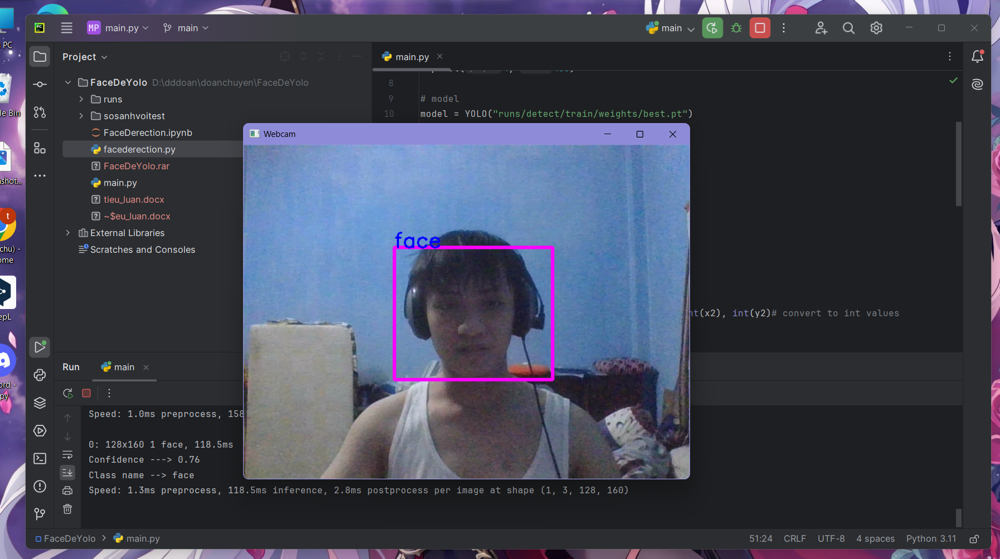 PC
le Bin
shot...
t
chu) -
ome
epL
ord -
py
PC
MP main.py
main
main
Project
main.py
FaceDeYolo D:\dddoan\doanchuyen\FaceDeYolo
runs
sosanhvoitest
FaceDerection.ipynb
facederection.py
FaceDeYolo.rar
main.py
tieu_luan.docx
~$eu_luan.docx
External Libraries
Scratches and Consoles
8
9 # model
10 model = YOLO("runs/detect/train/weights/best.pt")
nt(x2), int(y2)# convert to int values
Webcam
face
Run main
Speed: 1.0ms preprocess, 158
0: 128x160 1 face, 118.5ms
Confidence ---> 0.76
Class name --> face
Speed: 1.3ms preprocess, 118.5ms inference, 2.8ms postprocess per image at shape (1, 3, 128, 160)
FaceDeYolo > main.py
51:24 CRLF UTF-8 4 spaces Python 3.11